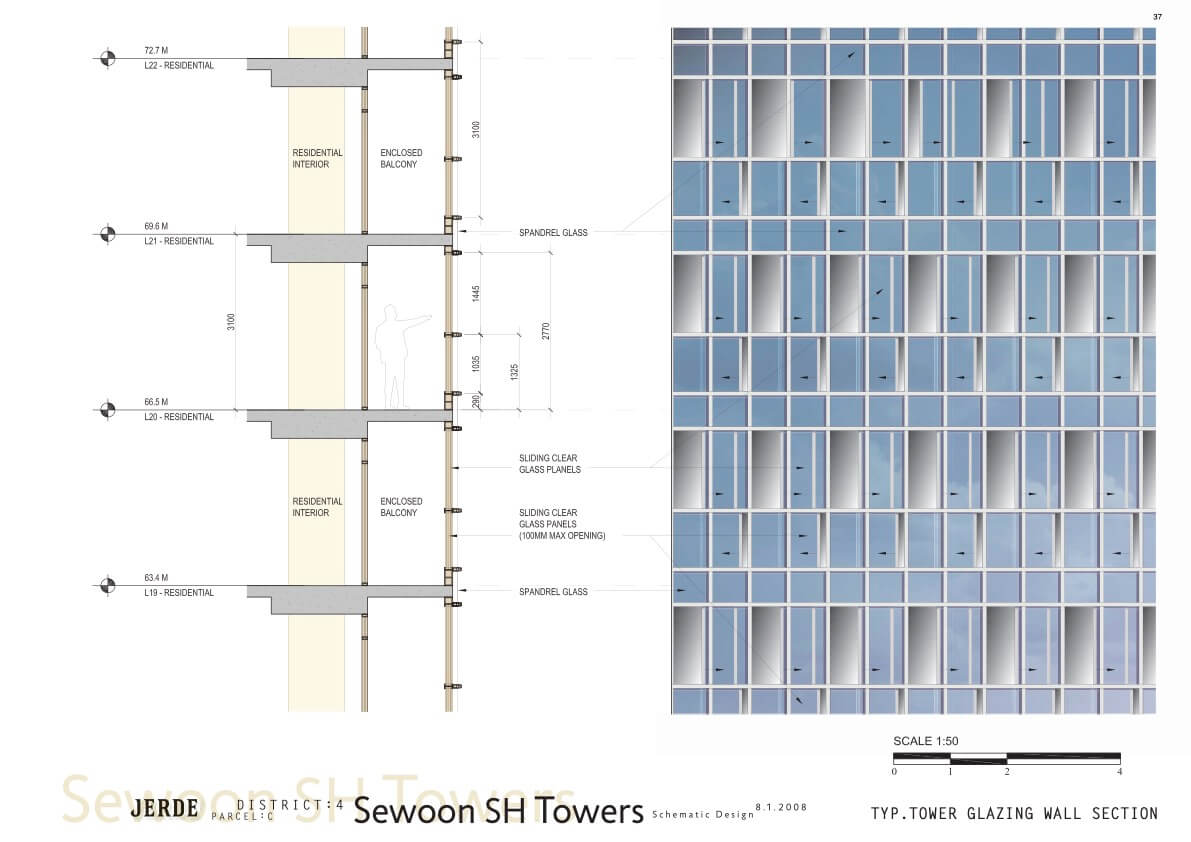 37
72.7 M
L22 - RESIDENTIAL
3100
RESIDENTIAL
INTERIOR
ENCLOSED
BALCONY
69.6 M
L21 - RESIDENTIAL
SPANDREL GLASS
3100
1445
2770
1035
1325
290
66.5 M
L20 - RESIDENTIAL
SLIDING CLEAR
GLASS PLANELS
RESIDENTIAL
INTERIOR
ENCLOSED
BALCONY
SLIDING CLEAR
GLASS PANELS
(100MM MAX OPENING)
63.4 M
L19 - RESIDENTIAL
SPANDREL GLASS
SCALE 1:50
0 1 2 4
Sewoon SH Towers
JERDE
DISTRICT:4
PARCEL:C
Sewoon SH Towers
Schematic Design 8.1.2008
TYP.TOWER GLAZING WALL SECTION